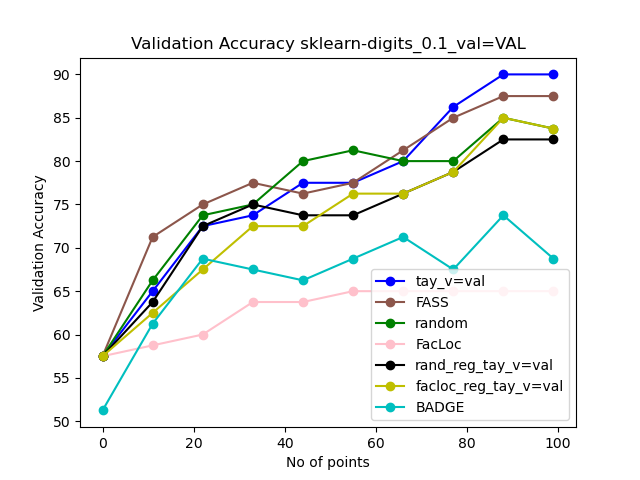 Validation Accuracy sklearn-digits_0.1_val=VAL
Validation Accuracy
90
85
80
75
70
65
60
55
50
tay_v=val
FASS
random
FacLoc
rand_reg_tay_v=val
facloc_reg_tay_v=val
BADGE
0
20
40
60
80
100
No of points